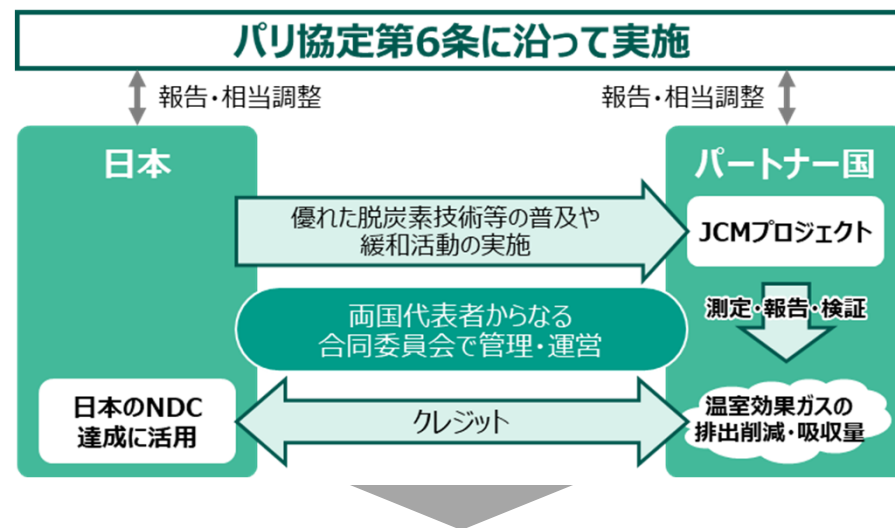 パリ協定第6条に沿って実施
報告・相当調整
報告・相当調整
日本
パートナー国
優れた脱炭素技術等の普及や
緩和活動の実施
JCMプロジェクト
測定・報告・検証
両国代表者からなる
合同委員会で管理・運営
日本のNDC
達成に活用
クレジット
温室効果ガスの
排出削減・吸収量